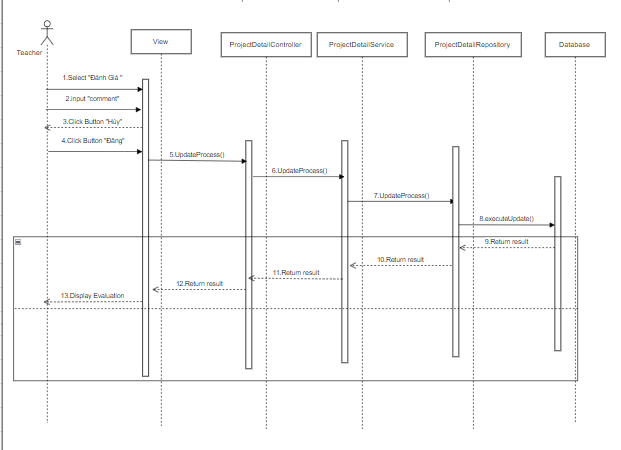 Teacher
View
ProjectDetailController
ProjectDetailService
ProjectDetailRepository
Database
1.Select "Đánh Giá "
2.Input "comment"
3.Click Button "Hủy"
4.Click Button "Đăng"
5.UpdateProcess()
6.UpdateProcess()
7.UpdateProcess()
8.executeUpdate()
9.Return result
10.Return result
11.Return result
12.Return result
13.Display Evaluation